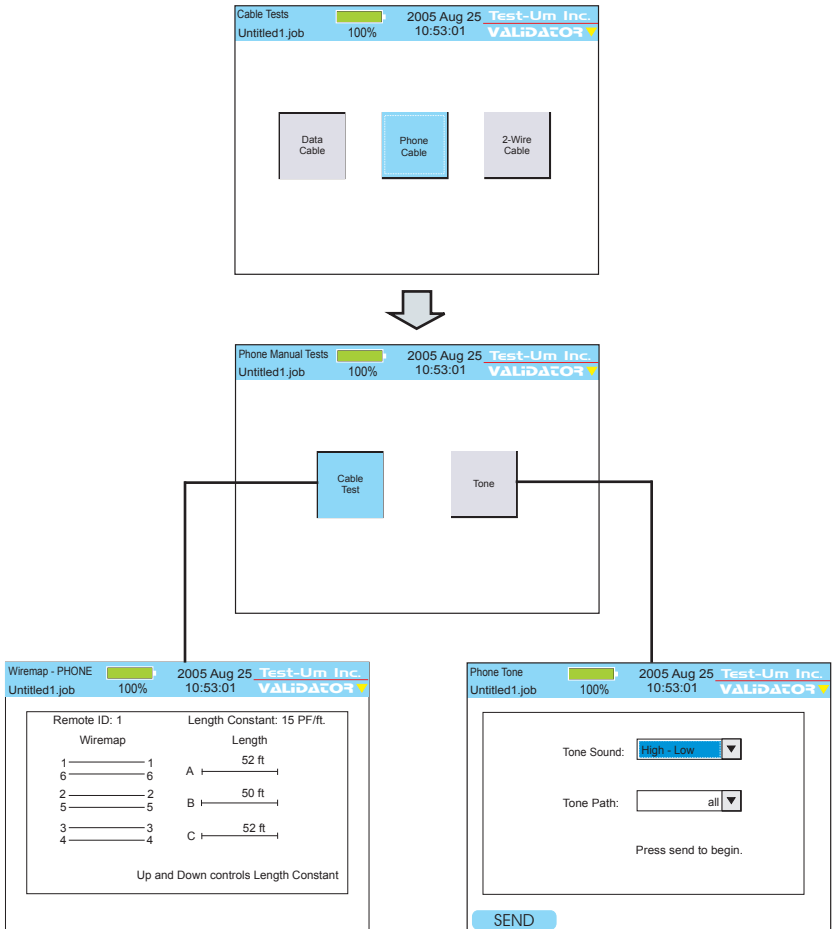 Cable Tests 2005 Aug 25 Test-Um Inc.
Untitled1.job 100% 10:53:01 VALiDATOR
Data Cable
Phone Cable
2-Wire Cable
Phone Manual Tests 2005 Aug 25 Test-Um Inc.
Untitled1.job 100% 10:53:01 VALiDATOR
Cable Test
Tone
Wiremap - PHONE 2005 Aug 25 Test-Um Inc.
Untitled1.job 100% 10:53:01 VALiDATOR
Remote ID: 1 Length Constant: 15 PF/ft.
Wiremap Length
1 1
6 6
A 52 ft
2 2
5 5
B 50 ft
3 3
4 4
C 52 ft
Up and Down controls Length Constant
Phone Tone 2005 Aug 25 Test-Um Inc.
Untitled1.job 100% 10:53:01 VALiDATOR
Tone Sound: High - Low
Tone Path: all
Press send to begin.
SEND